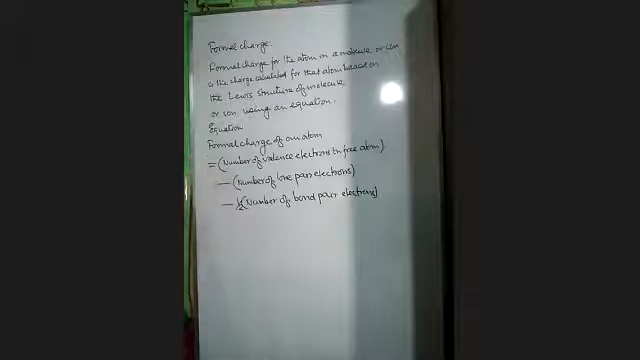 Formal charge:
Formal charge for the atom in a molecule or ion
is the charge calculated for that atom based on
the Lewis structure of molecule
or ion using an equation.
Equation
Formal charge of an atom
= (Number of valence electrons in free atom)
— (Number of lone pair electrons)
— ½ (Number of bond pair electrons)